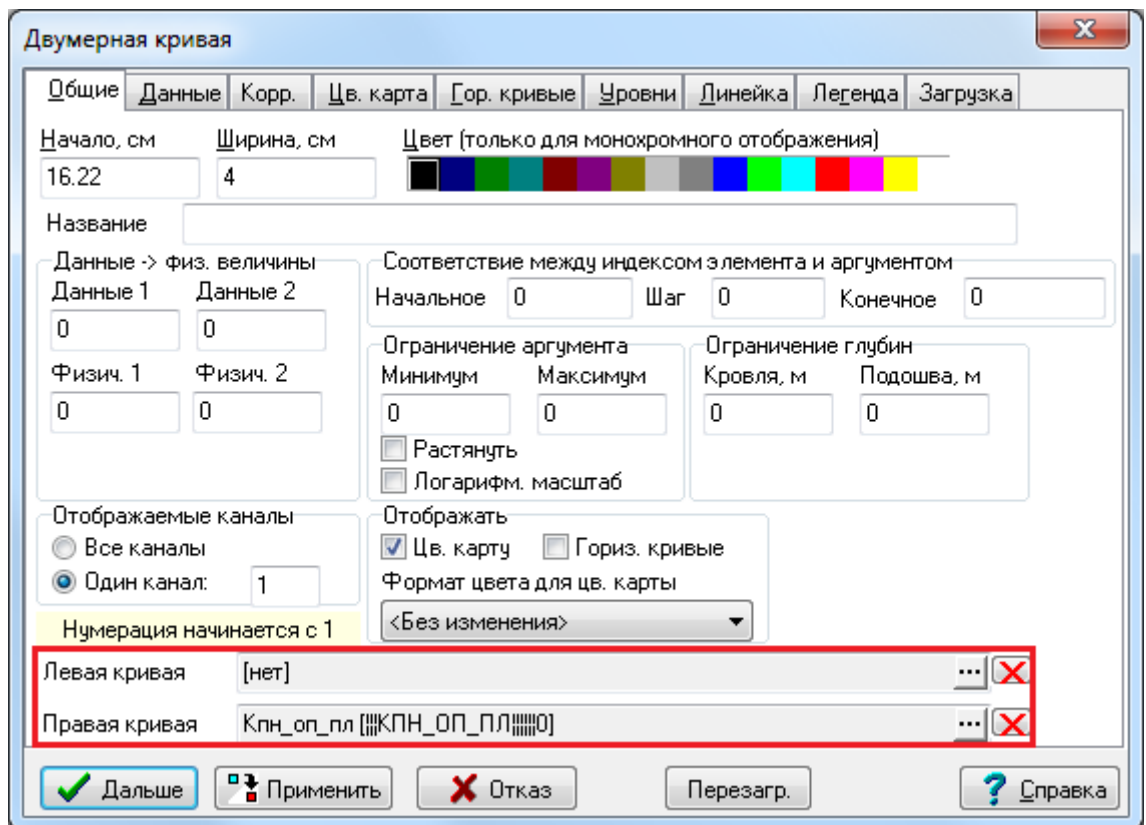 Двумерная кривая
Общие Данные Корр. Цв. карта Гор. кривые Уровни Линейка Легенда Загрузка
Начало, см Ширина, см Цвет (только для монохромного отображения)
16.22 4
Название
Данные -> физ. величины Соответствие между индексом элемента и аргументом
Данные 1 Данные 2 Начальное 0 Шаг 0 Конечное 0
0 0
Ограничение аргумента Ограничение глубин
Физич. 1 Физич. 2 Минимум Максимум Кровля, м Подошва, м
0 0 0 0 0 0
Растянуть
Логарифм. масштаб
Отображаемые каналы Отображать
Все каналы Цв. карту Гориз. кривые
Один канал: 1 Формат цвета для цв. карты
Нумерация начинается с 1 <Без изменения>
Левая кривая [нет] ...
Правая кривая Кпн_оп_пл [¦¦¦КПН_ОП_ПЛ¦¦¦¦¦¦0] ...
Дальше Применить Отказ Перезагр. Справка